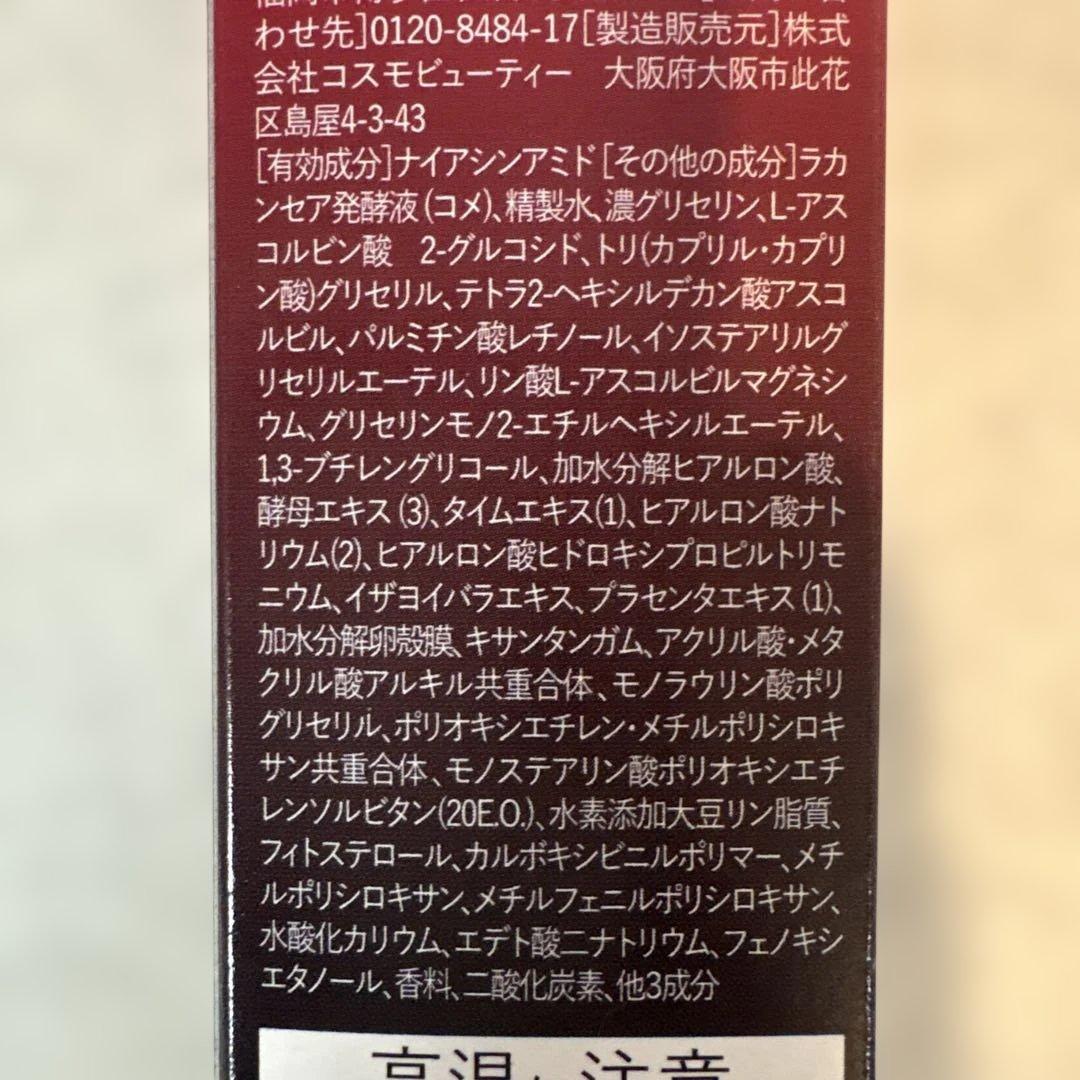 わせ先]0120-8484-17[製造販売元]株式
会社コスモビューティー　大阪府大阪市此花
区島屋4-3-43
[有効成分]ナイアシンアミド[その他の成分]ラカ
ンセア発酵液(コメ)、精製水、濃グリセリン、L-アス
コルビン酸　2-グルコシド、トリ(カプリル・カプリ
ン酸)グリセリル、テトラ2-ヘキシルデカン酸アスコ
ルビル、パルミチン酸レチノール、イソステアリルグ
リセリルエーテル、リン酸L-アスコルビルマグネシ
ウム、グリセリンモノ2-エチルヘキシルエーテル、
1,3-ブチレングリコール、加水分解ヒアルロン酸、
酵母エキス(3)、タイムエキス(1)、ヒアルロン酸ナト
リウム(2)、ヒアルロン酸ヒドロキシプロピルトリモ
ニウム、イザヨイバラエキス、プラセンタエキス(1)、
加水分解卵殻膜、キサンタンガム、アクリル酸・メタ
クリル酸アルキル共重合体、モノラウリン酸ポリ
グリセリル、ポリオキシエチレン・メチルポリシロキ
サン共重合体、モノステアリン酸ポリオキシエチ
レンソルビタン(20E.O.)、水素添加大豆リン脂質、
フィトステロール、カルボキシビニルポリマー、メチ
ルポリシロキサン、メチルフェニルポリシロキサン、
水酸化カリウム、エデト酸二ナトリウム、フェノキシ
エタノール、香料、二酸化炭素、他3成分